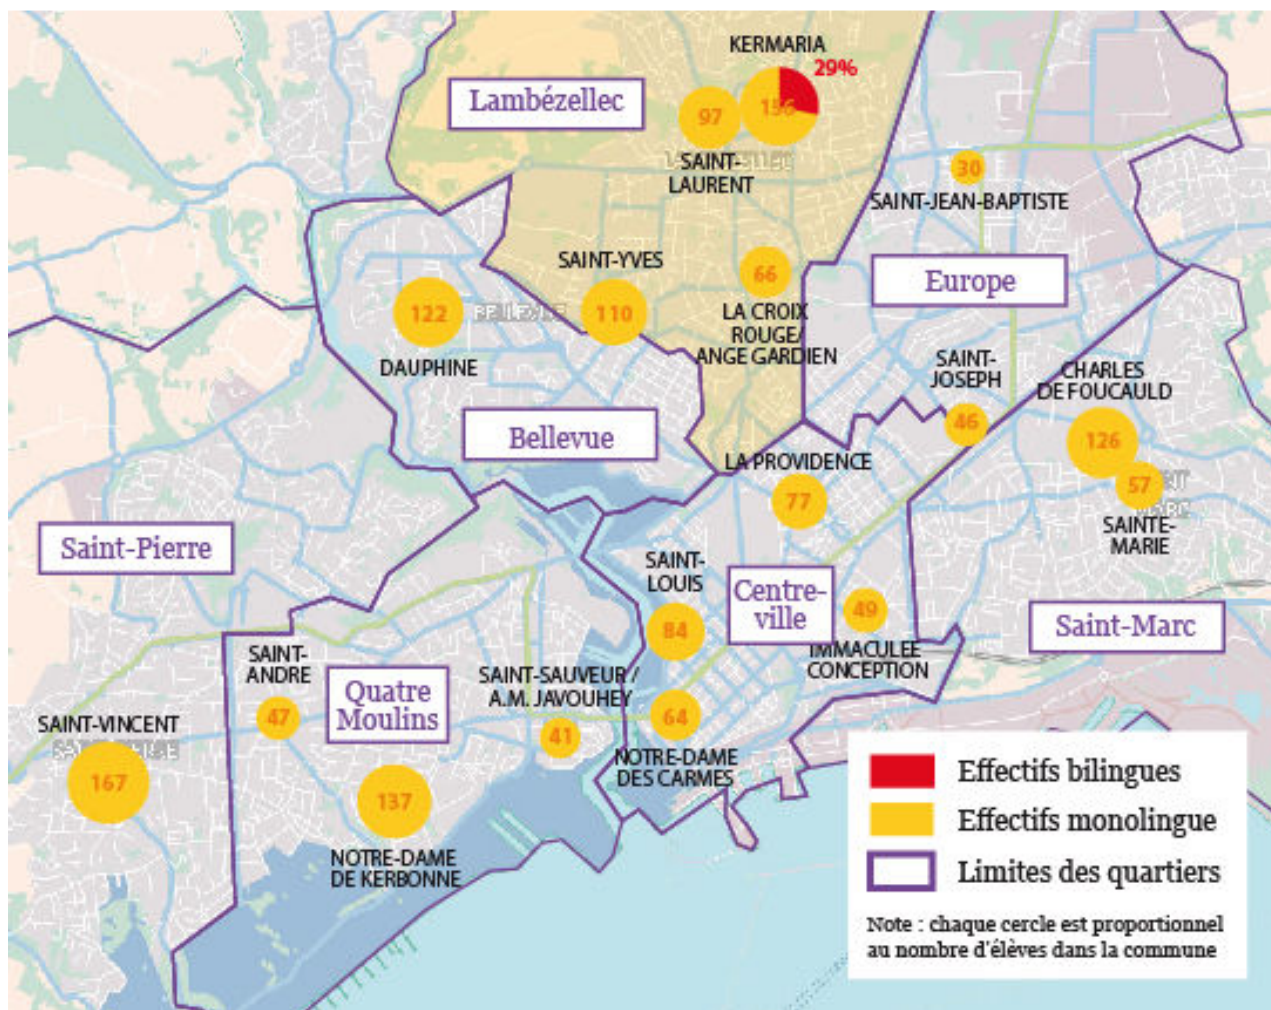 KERMARIA
29%
Lambézellec
97
156
SAINT-
LAURENT
30
SAINT-JEAN-BAPTISTE
SAINT-YVES
66
Europe
122
BELLEVUE
110
LA CROIX
ROUGE/
ANGE GARDIEN
DAUPHINE
SAINT-
JOSEPH
CHARLES
DE FOUCAULD
Bellevue
46
126
LA PROVIDENCE
77
57
SAINTE-
MARIE
Saint-Pierre
SAINT-
LOUIS
Centre-
ville
49
84
Saint-Marc
IMMACULEE
CONCEPTION
SAINT-
ANDRE
Quatre
Moulins
SAINT-SAUVEUR /
A.M. JAVOUHEY
47
64
41
SAINT-VINCENT
167
NOTRE-DAME
DES CARMES
137
NOTRE-DAME
DE KERBONNE
Effectifs bilingues
Effectifs monolingue
Limites des quartiers
Note : chaque cercle est proportionnel
au nombre d'élèves dans la commune